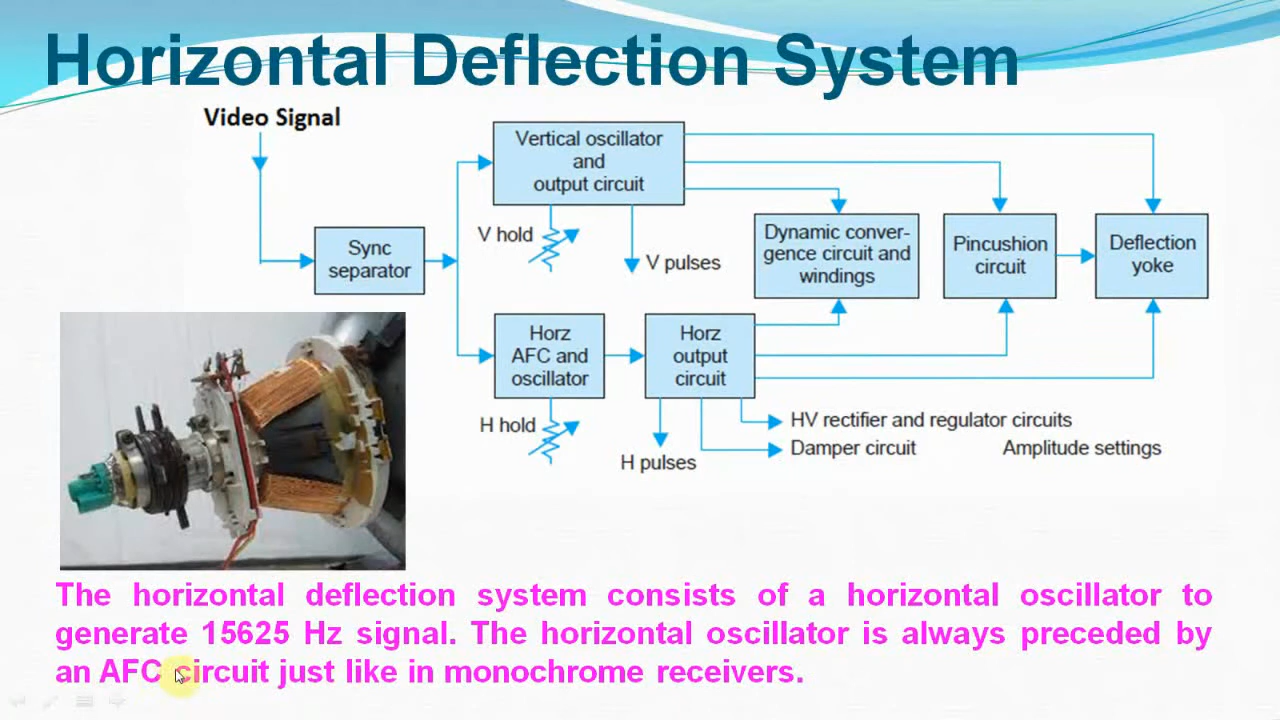 Horizontal Deflection System
Video Signal
Vertical oscillator
and
output circuit
V hold
V pulses
Sync
separator
Dynamic conver-
gence circuit and
windings
Pincushion
circuit
Deflection
yoke
Horz
AFC and
oscillator
Horz
output
circuit
H hold
H pulses
HV rectifier and regulator circuits
Damper circuit
Amplitude settings
The horizontal deflection system consists of a horizontal oscillator to
generate 15625 Hz signal. The horizontal oscillator is always preceded by
an AFC circuit just like in monochrome receivers.